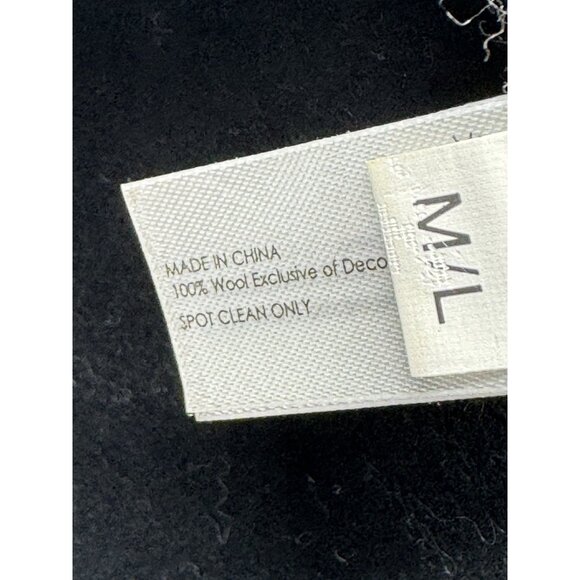 MADE IN CHINA
100% Wool Exclusive of Deco
SPOT CLEAN ONLY
M/L